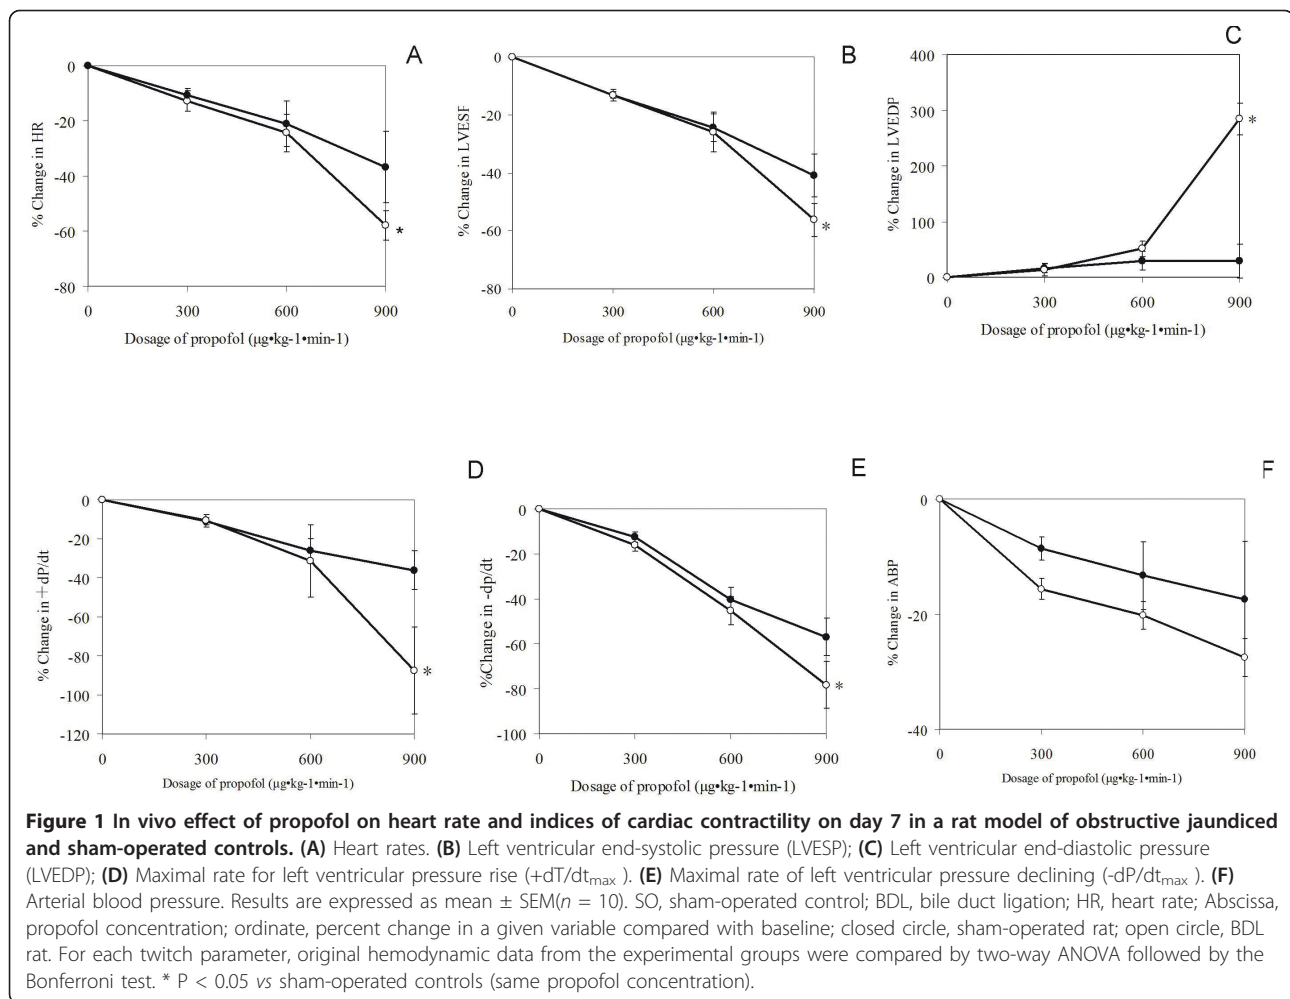 A
0
-20
-40
-60
-80
% Change in HR
*
0 300 600 900
Dosage of propofol (μg•kg-1•min-1)
B
0
-20
-40
-60
-80
% Change in LVESF
*
0 300 600 900
Dosage of propofol (μg•kg-1•min-1)
C
400
300
200
100
0
% Change in LVEDP
*
0 300 600 900
Dosage of propofol (μg•kg-1•min-1)
D
0
-20
-40
-60
-80
-100
-120
% Change in +dP/dt
*
0 300 600 900
Dosage of propofol (μg•kg-1•min-1)
E
0
-20
-40
-60
-80
-100
%Change in -dp/dt
*
0 300 600 900
Dosage of propofol (μg•kg-1•min-1)
F
0
-20
-40
% Change in ABP
0 300 600 900
Dosage of propofol (μg•kg-1•min-1)
Figure 1 In vivo effect of propofol on heart rate and indices of cardiac contractility on day 7 in a rat model of obstructive jaundiced
and sham-operated controls. (A) Heart rates. (B) Left ventricular end-systolic pressure (LVESP); (C) Left ventricular end-diastolic pressure
(LVEDP); (D) Maximal rate for left ventricular pressure rise (+dT/dtmax ). (E) Maximal rate of left ventricular pressure declining (-dP/dtmax ). (F)
Arterial blood pressure. Results are expressed as mean ± SEM(n = 10). SO, sham-operated control; BDL, bile duct ligation; HR, heart rate; Abscissa,
propofol concentration; ordinate, percent change in a given variable compared with baseline; closed circle, sham-operated rat; open circle, BDL
rat. For each twitch parameter, original hemodynamic data from the experimental groups were compared by two-way ANOVA followed by the
Bonferroni test. * P < 0.05 vs sham-operated controls (same propofol concentration).